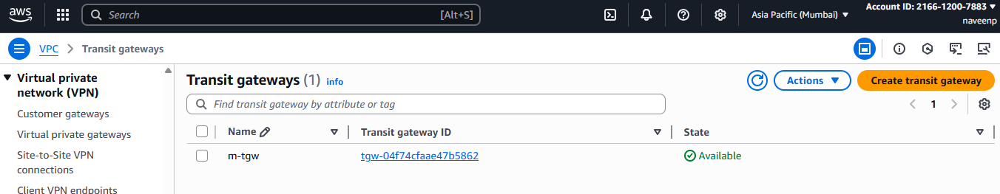 aws
Search [Alt+S]
Asia Pacific (Mumbai)
Account ID: 2166-1200-7883
naveenp
VPC > Transit gateways
Virtual private
network (VPN)
Customer gateways
Virtual private gateways
Site-to-Site VPN
connections
Client VPN endpoints
Transit gateways (1) info
Actions
Create transit gateway
Find transit gateway by attribute or tag
1
Name Transit gateway ID State
m-tgw tgw-04f74cfaae47b5862 Available